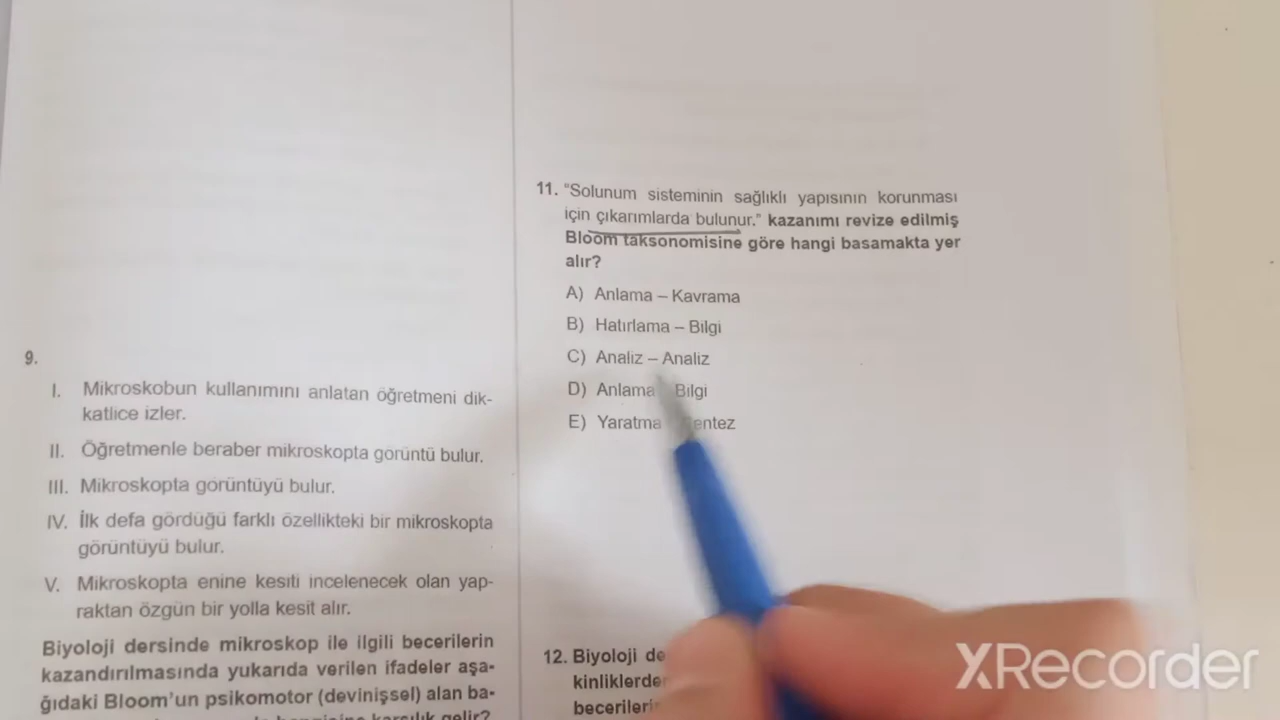 9.
I. Mikroskobun kullanımını anlatan öğretmeni dik-
katlice izler.
II. Öğretmenle beraber mikroskopta görüntü bulur.
III. Mikroskopta görüntüyü bulur.
IV. İlk defa gördüğü farklı özellikteki bir mikroskopta
görüntüyü bulur.
V. Mikroskopta enine kesiti incelenecek olan yap-
raktan özgün bir yolla kesit alır.
Biyoloji dersinde mikroskop ile ilgili becerilerin
kazandırılmasında yukarıda verilen ifadeler aşa-
ğıdaki Bloom'un psikomotor (devinişsel) alan ba-
karşılık gelir?
11. "Solunum sisteminin sağlıklı yapısının korunması
için çıkarımlarda bulunur." kazanımı revize edilmiş
Bloom taksonomisine göre hangi basamakta yer
alır?
A) Anlama – Kavrama
B) Hatırlama – Bilgi
C) Analiz – Analiz
D) Anlama Bilgi
E) Yaratma
12. Biyoloji
XRecorder